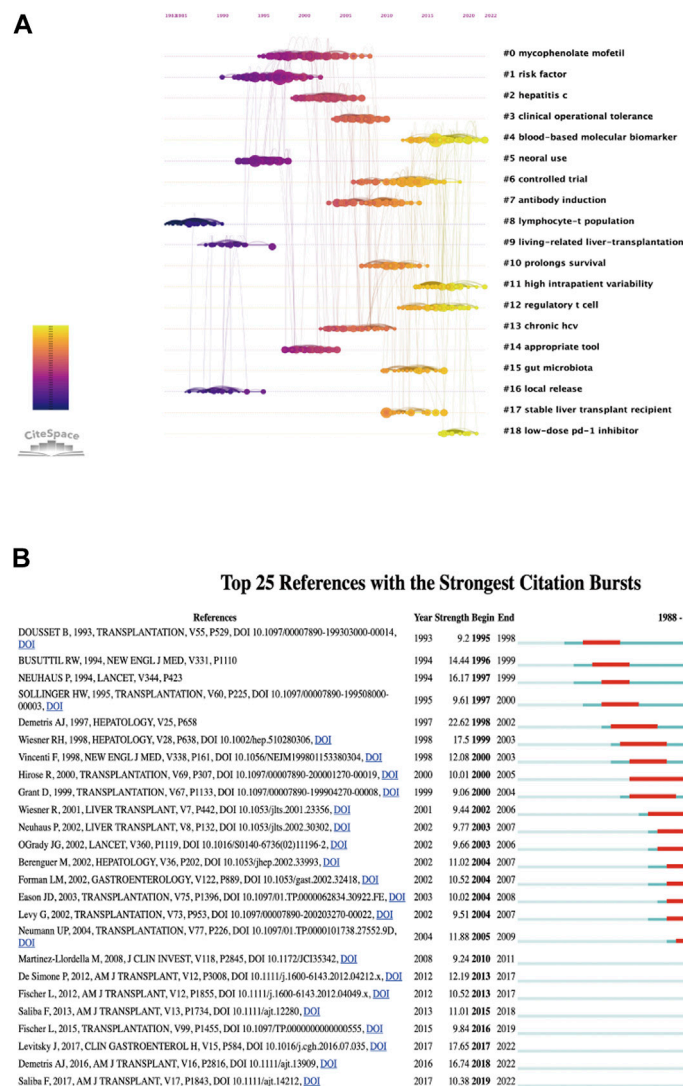 A
1985 1990 1995 2000 2005 2011 2015 2020 2022
#0 mycophenolate mofetil
#1 risk factor
#2 hepatitis c
#3 clinical operational tolerance
#4 blood-based molecular biomarker
#5 neoral use
#6 controlled trial
#7 antibody induction
#8 lymphocyte-t population
#9 living-related liver-transplantation
#10 prolongs survival
#11 high intrapatient variability
#12 regulatory t cell
#13 chronic hcv
#14 appropriate tool
#15 gut microbiota
#16 local release
#17 stable liver transplant recipient
#18 low-dose pd-1 inhibitor
CiteSpace
B
Top 25 References with the Strongest Citation Bursts
References Year Strength Begin End 1988 -
DOUSSET B, 1993, TRANSPLANTATION, V55, P529, DOI 10.1097/00007890-199303000-00014, DOI 1993 9.2 1995 1998
BUSUTTIL RW, 1994, NEW ENGL J MED, V331, P1110 1994 14.44 1996 1999
NEUHAUS P, 1994, LANCET, V344, P423 1994 16.17 1997 1999
SOLLINGER HW, 1995, TRANSPLANTATION, V60, P225, DOI 10.1097/00007890-199508000-00003, DOI 1995 9.61 1997 2000
Demetris AJ, 1997, HEPATOLOGY, V25, P658 1997 22.62 1998 2002
Wiesner RH, 1998, HEPATOLOGY, V28, P638, DOI 10.1002/hep.510280306, DOI 1998 17.5 1999 2003
Vincenti F, 1998, NEW ENGL J MED, V338, P161, DOI 10.1056/NEJM199801153380304, DOI 1998 12.08 2000 2003
Hirose R, 2000, TRANSPLANTATION, V69, P307, DOI 10.1097/00007890-200001270-00019, DOI 2000 10.01 2000 2005
Grant D, 1999, TRANSPLANTATION, V67, P1133, DOI 10.1097/00007890-199904270-00008, DOI 1999 9.06 2000 2004
Wiesner R, 2001, LIVER TRANSPLANT, V7, P442, DOI 10.1053/jlts.2001.23356, DOI 2001 9.44 2002 2006
Neuhaus P, 2002, LIVER TRANSPLANT, V8, P132, DOI 10.1053/jlts.2002.30302, DOI 2002 9.77 2003 2007
OGrady JG, 2002, LANCET, V360, P1119, DOI 10.1016/S0140-6736(02)11196-2, DOI 2002 9.66 2003 2006
Berenguer M, 2002, HEPATOLOGY, V36, P202, DOI 10.1053/jhep.2002.33993, DOI 2002 11.02 2004 2007
Forman LM, 2002, GASTROENTEROLOGY, V122, P889, DOI 10.1053/gast.2002.32418, DOI 2002 10.52 2004 2007
Eason JD, 2003, TRANSPLANTATION, V75, P1396, DOI 10.1097/01.TP.0000062834.30922.FE, DOI 2003 10.02 2004 2008
Levy G, 2002, TRANSPLANTATION, V73, P953, DOI 10.1097/00007890-200203270-00022, DOI 2002 9.51 2004 2007
Neumann UP, 2004, TRANSPLANTATION, V77, P226, DOI 10.1097/01.TP.0000101738.27552.9D, DOI 2004 11.88 2005 2009
Martinez-Llordella M, 2008, J CLIN INVEST, V118, P2845, DOI 10.1172/JCI35342, DOI 2008 9.24 2010 2011
De Simone P, 2012, AM J TRANSPLANT, V12, P3008, DOI 10.1111/j.1600-6143.2012.04212.x, DOI 2012 12.19 2013 2017
Fischer L, 2012, AM J TRANSPLANT, V12, P1855, DOI 10.1111/j.1600-6143.2012.04049.x, DOI 2012 10.52 2013 2017
Saliba F, 2013, AM J TRANSPLANT, V13, P1734, DOI 10.1111/ajt.12280, DOI 2013 11.01 2015 2018
Fischer L, 2015, TRANSPLANTATION, V99, P1455, DOI 10.1097/TP.0000000000000555, DOI 2015 9.84 2016 2019
Levitsky J, 2017, CLIN GASTROENTEROL H, V15, P584, DOI 10.1016/j.cgh.2016.07.035, DOI 2017 17.65 2017 2022
Demetris AJ, 2016, AM J TRANSPLANT, V16, P2816, DOI 10.1111/ajt.13909, DOI 2016 16.74 2018 2022
Saliba F, 2017, AM J TRANSPLANT, V17, P1843, DOI 10.1111/ajt.14212, DOI 2017 10.38 2019 2022